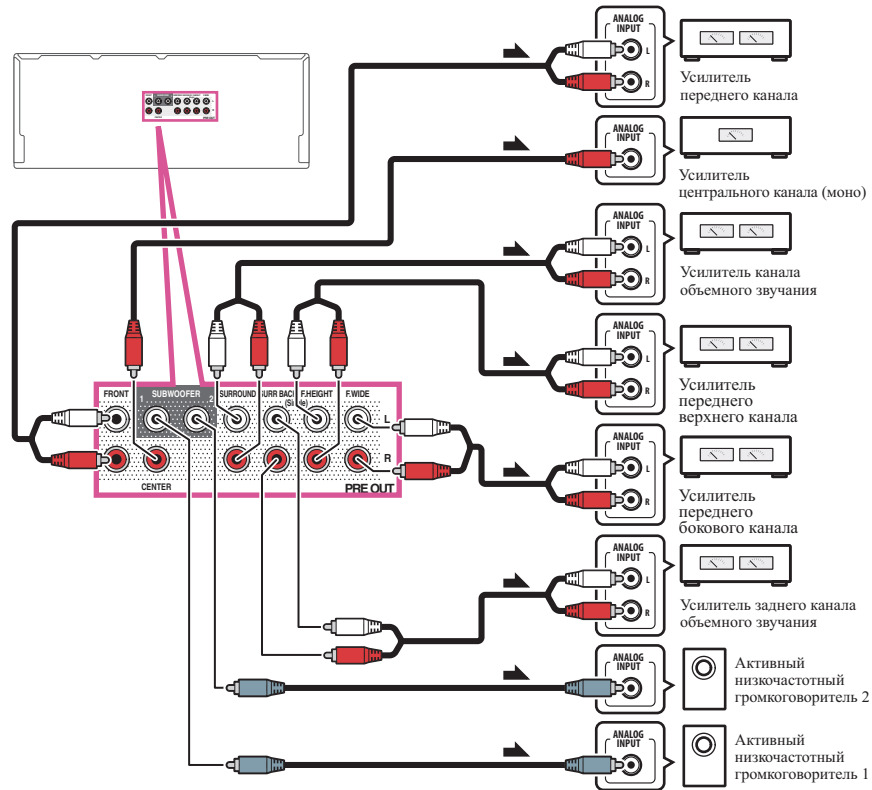 ANALOG
INPUT
L
R
Усилитель
переднего канала
ANALOG
INPUT
Усилитель
центрального канала (моно)
ANALOG
INPUT
L
R
Усилитель канала
объемного звучания
ANALOG
INPUT
L
R
Усилитель
переднего
верхнего канала
FRONT 1 SUBWOOFER 2 SURROUND SURR BACK F.HEIGHT F.WIDE
(Single)
L
R
CENTER
PRE OUT
ANALOG
INPUT
L
R
Усилитель
переднего
бокового канала
ANALOG
INPUT
L
R
Усилитель заднего канала
объемного звучания
ANALOG
INPUT
Активный
низкочастотный
громкоговоритель 2
ANALOG
INPUT
Активный
низкочастотный
громкоговоритель 1